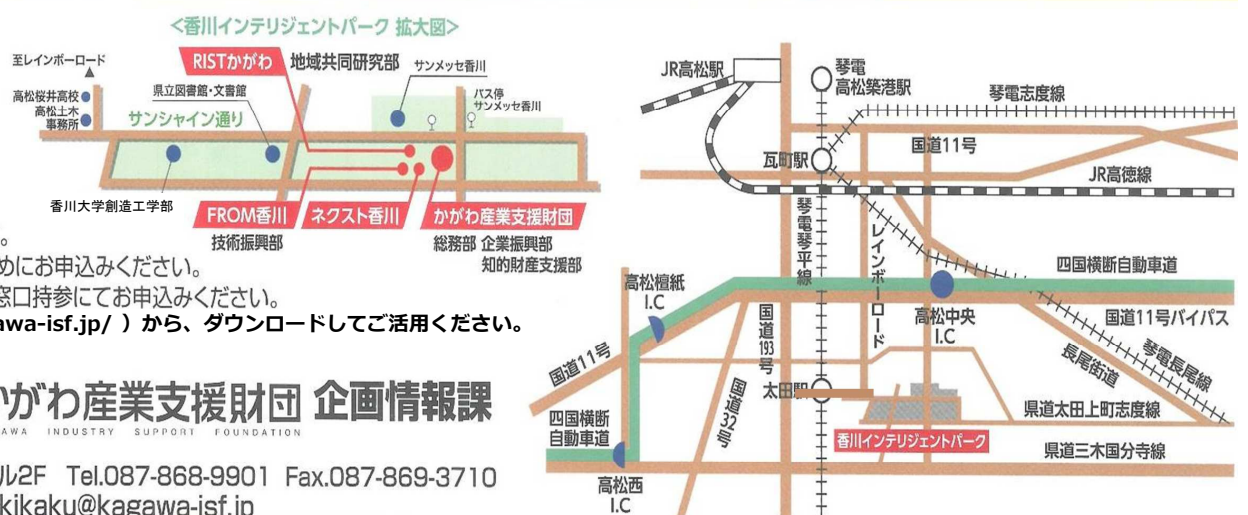 <香川インテリジェントパーク 拡大図>
至レインボーロード
RISTかがわ
地域共同研究部
サンメッセ香川
高松桜井高校
高松土木
事務所
県立図書館・文書館
サンシャイン通り
バス停
サンメッセ香川
香川大学創造工学部
FROM香川
技術振興部
ネクスト香川
かがわ産業支援財団
総務部 企業振興部
知的財産支援部
。
めにお申込みください。
窓口持参にてお申込みください。
awa-isf.jp/ ）から、ダウンロードしてご活用ください。
かがわ産業支援財団 企画情報課
AWA INDUSTRY SUPPORT FOUNDATION
ル2F Tel.087-868-9901 Fax.087-869-3710
kikaku@kagawa-isf.jp
JR高松駅
琴電
高松築港駅
琴電志度線
国道11号
瓦町駅
JR高徳線
琴電琴平線
レインボーロード
四国横断自動車道
高松檀紙
I.C
高松中央
I.C
国道11号バイパス
国道193号
国道11号
長尾街道
琴電長尾線
太田駅
国道32号
県道太田上町志度線
四国横断
自動車道
香川インテリジェントパーク
県道三木国分寺線
高松西
I.C